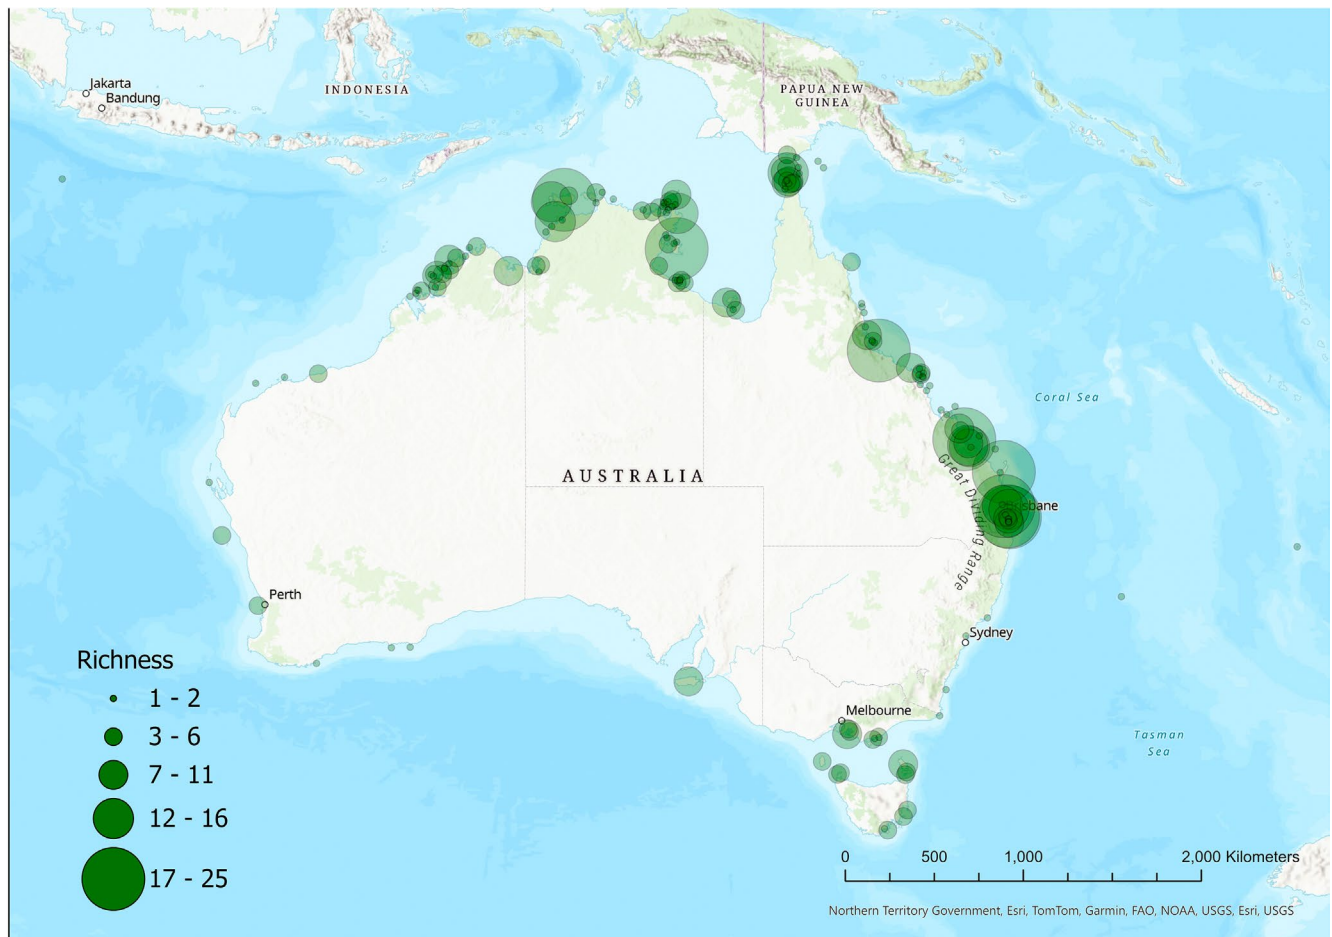 Jakarta
Bandung
INDONESIA
PAPUA NEW
GUINEA
Coral Sea
AUSTRALIA
Great Dividing Range
sbane
Perth
Sydney
Richness
1 - 2
3 - 6
7 - 11
12 - 16
17 - 25
Melbourne
Tasman
Sea
0 500 1,000 2,000 Kilometers
Northern Territory Government, Esri, TomTom, Garmin, FAO, NOAA, USGS, Esri, USGS